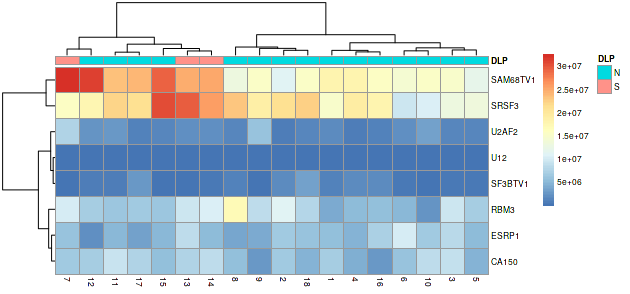 DLP
SAM68TV1
SRSF3
U2AF2
U12
SF3BTV1
RBM3
ESRP1
CA150
7 12 11 17 15 13 14 8 9 2 18 1 4 16 6 10 3 5
3e+07
2.5e+07
2e+07
1.5e+07
1e+07
5e+06
DLP
N
S